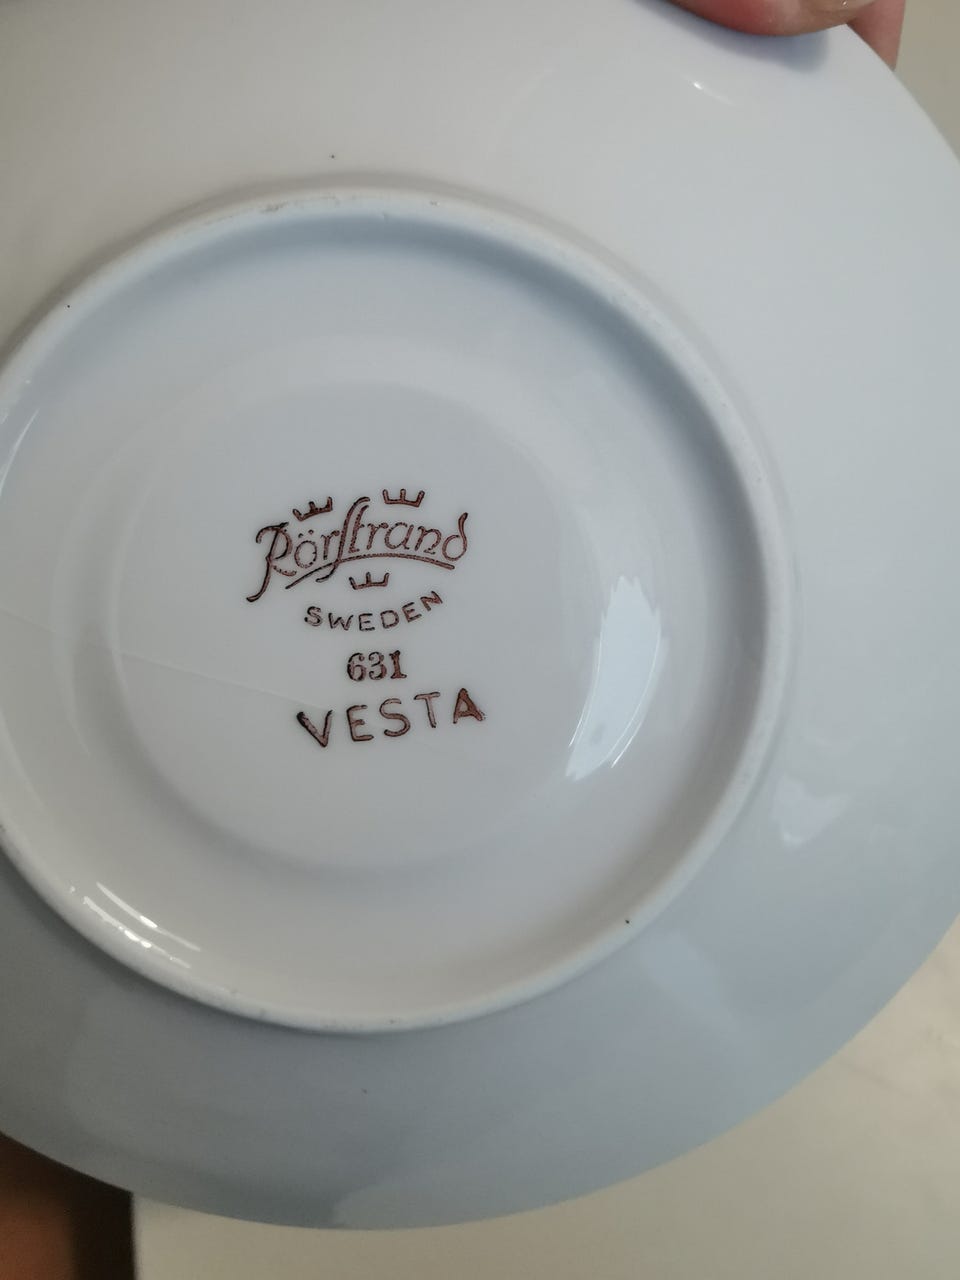 Rörstrand
SWEDEN
631
VESTA